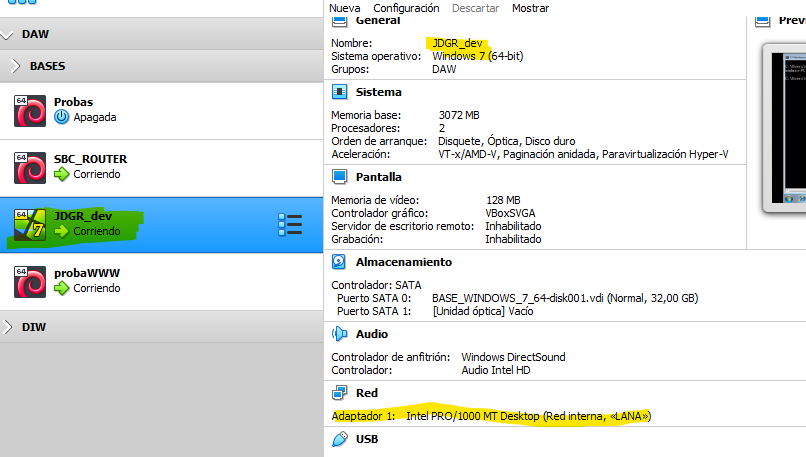 Nueva Configuración Descartar Mostrar
DAW
BASES
64
Probas
Apagada
64
SBC_ROUTER
Corriendo
64
7
JDGR_dev
Corriendo
64
probaWWW
Corriendo
DIW
General
Nombre: JDGR_dev
Sistema operativo: Windows 7 (64-bit)
Grupos: DAW
Sistema
Memoria base: 3072 MB
Procesadores: 2
Orden de arranque: Disquete, Óptica, Disco duro
Aceleración: VT-x/AMD-V, Paginación anidada, Paravirtualización Hyper-V
Pantalla
Memoria de vídeo: 128 MB
Controlador gráfico: VBoxSVGA
Servidor de escritorio remoto: Inhabilitado
Grabación: Inhabilitado
Almacenamiento
Controlador: SATA
Puerto SATA 0: BASE_WINDOWS_7_64-disk001.vdi (Normal, 32,00 GB)
Puerto SATA 1: [Unidad óptica] Vacío
Audio
Controlador de anfitrión: Windows DirectSound
Controlador: Audio Intel HD
Red
Adaptador 1: Intel PRO/1000 MT Desktop (Red interna, «LANA»)
USB
Previ